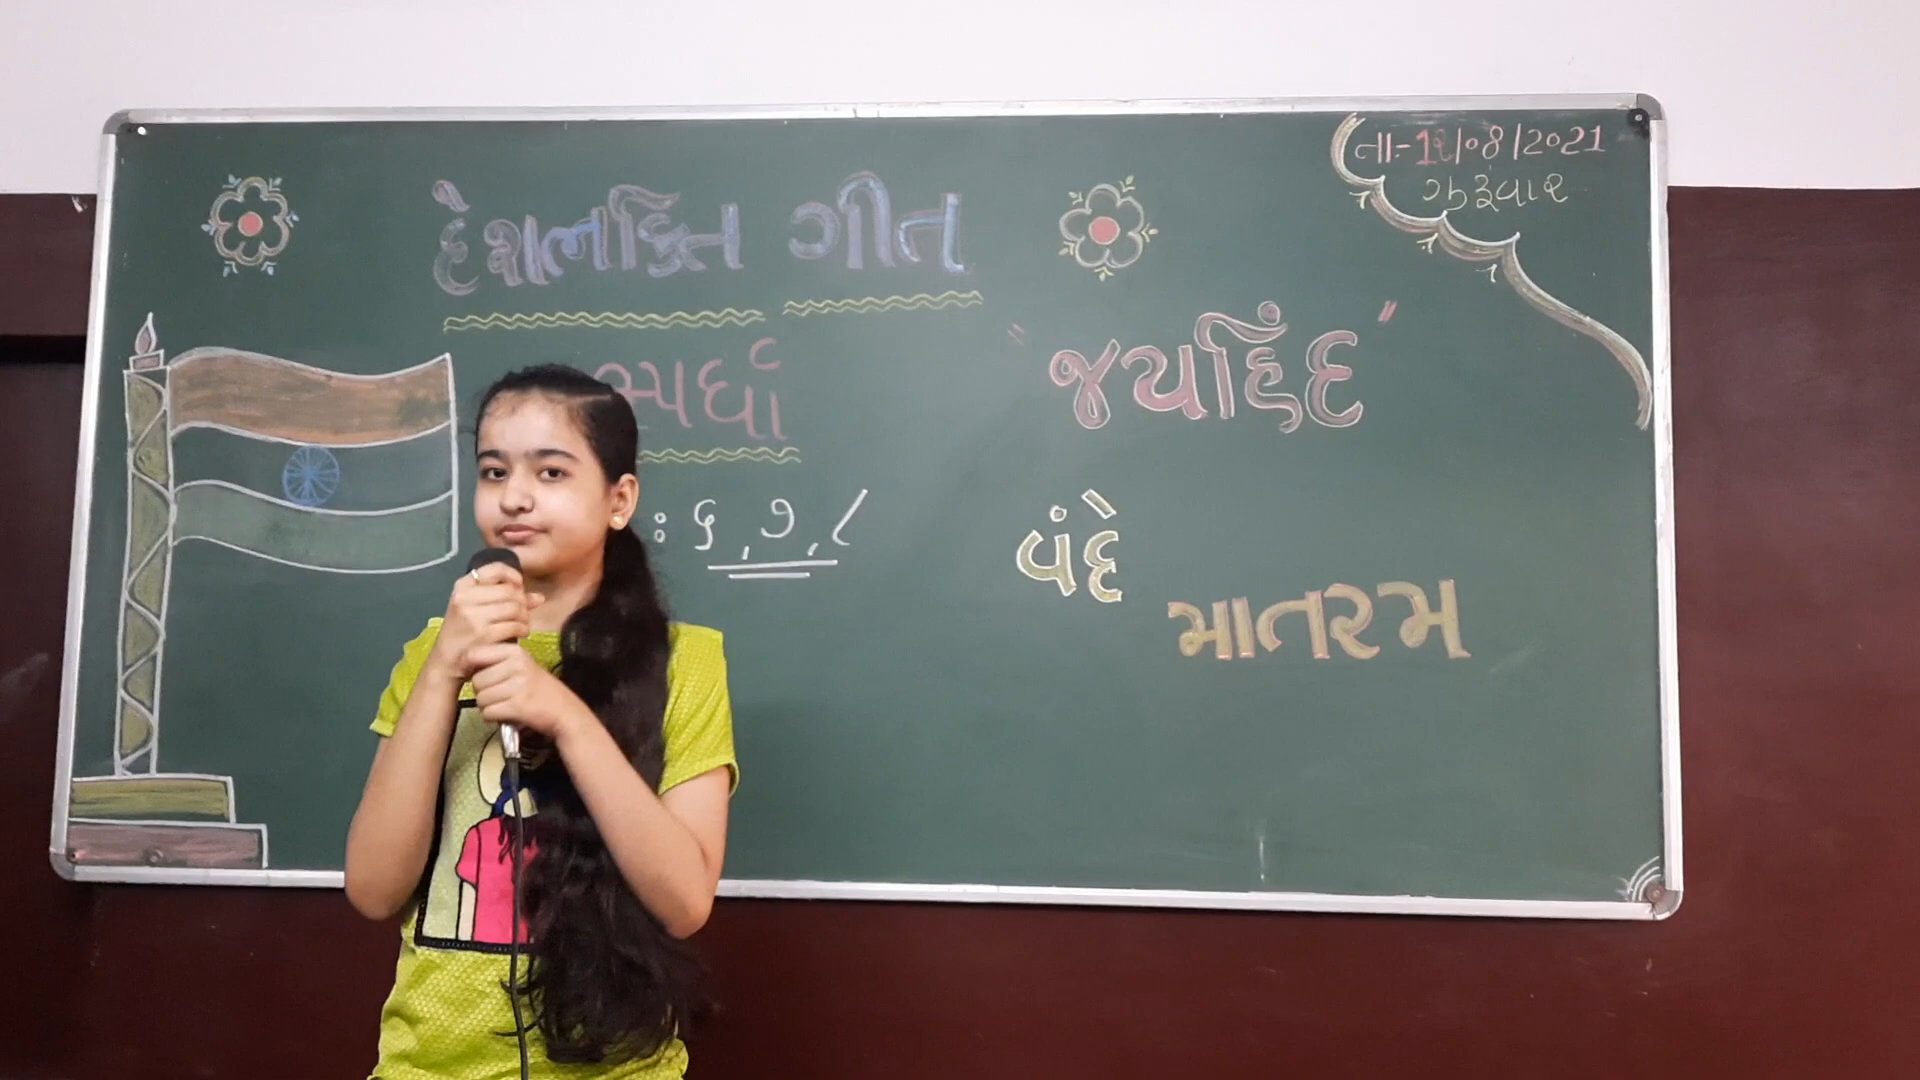 તા:-12/08/2021
ગુરૂવાર
દેશભકિત ગીત
સ્પર્ધા
"જયહિંદ"
: ૬,૭,૮
વંદે
માતરમ